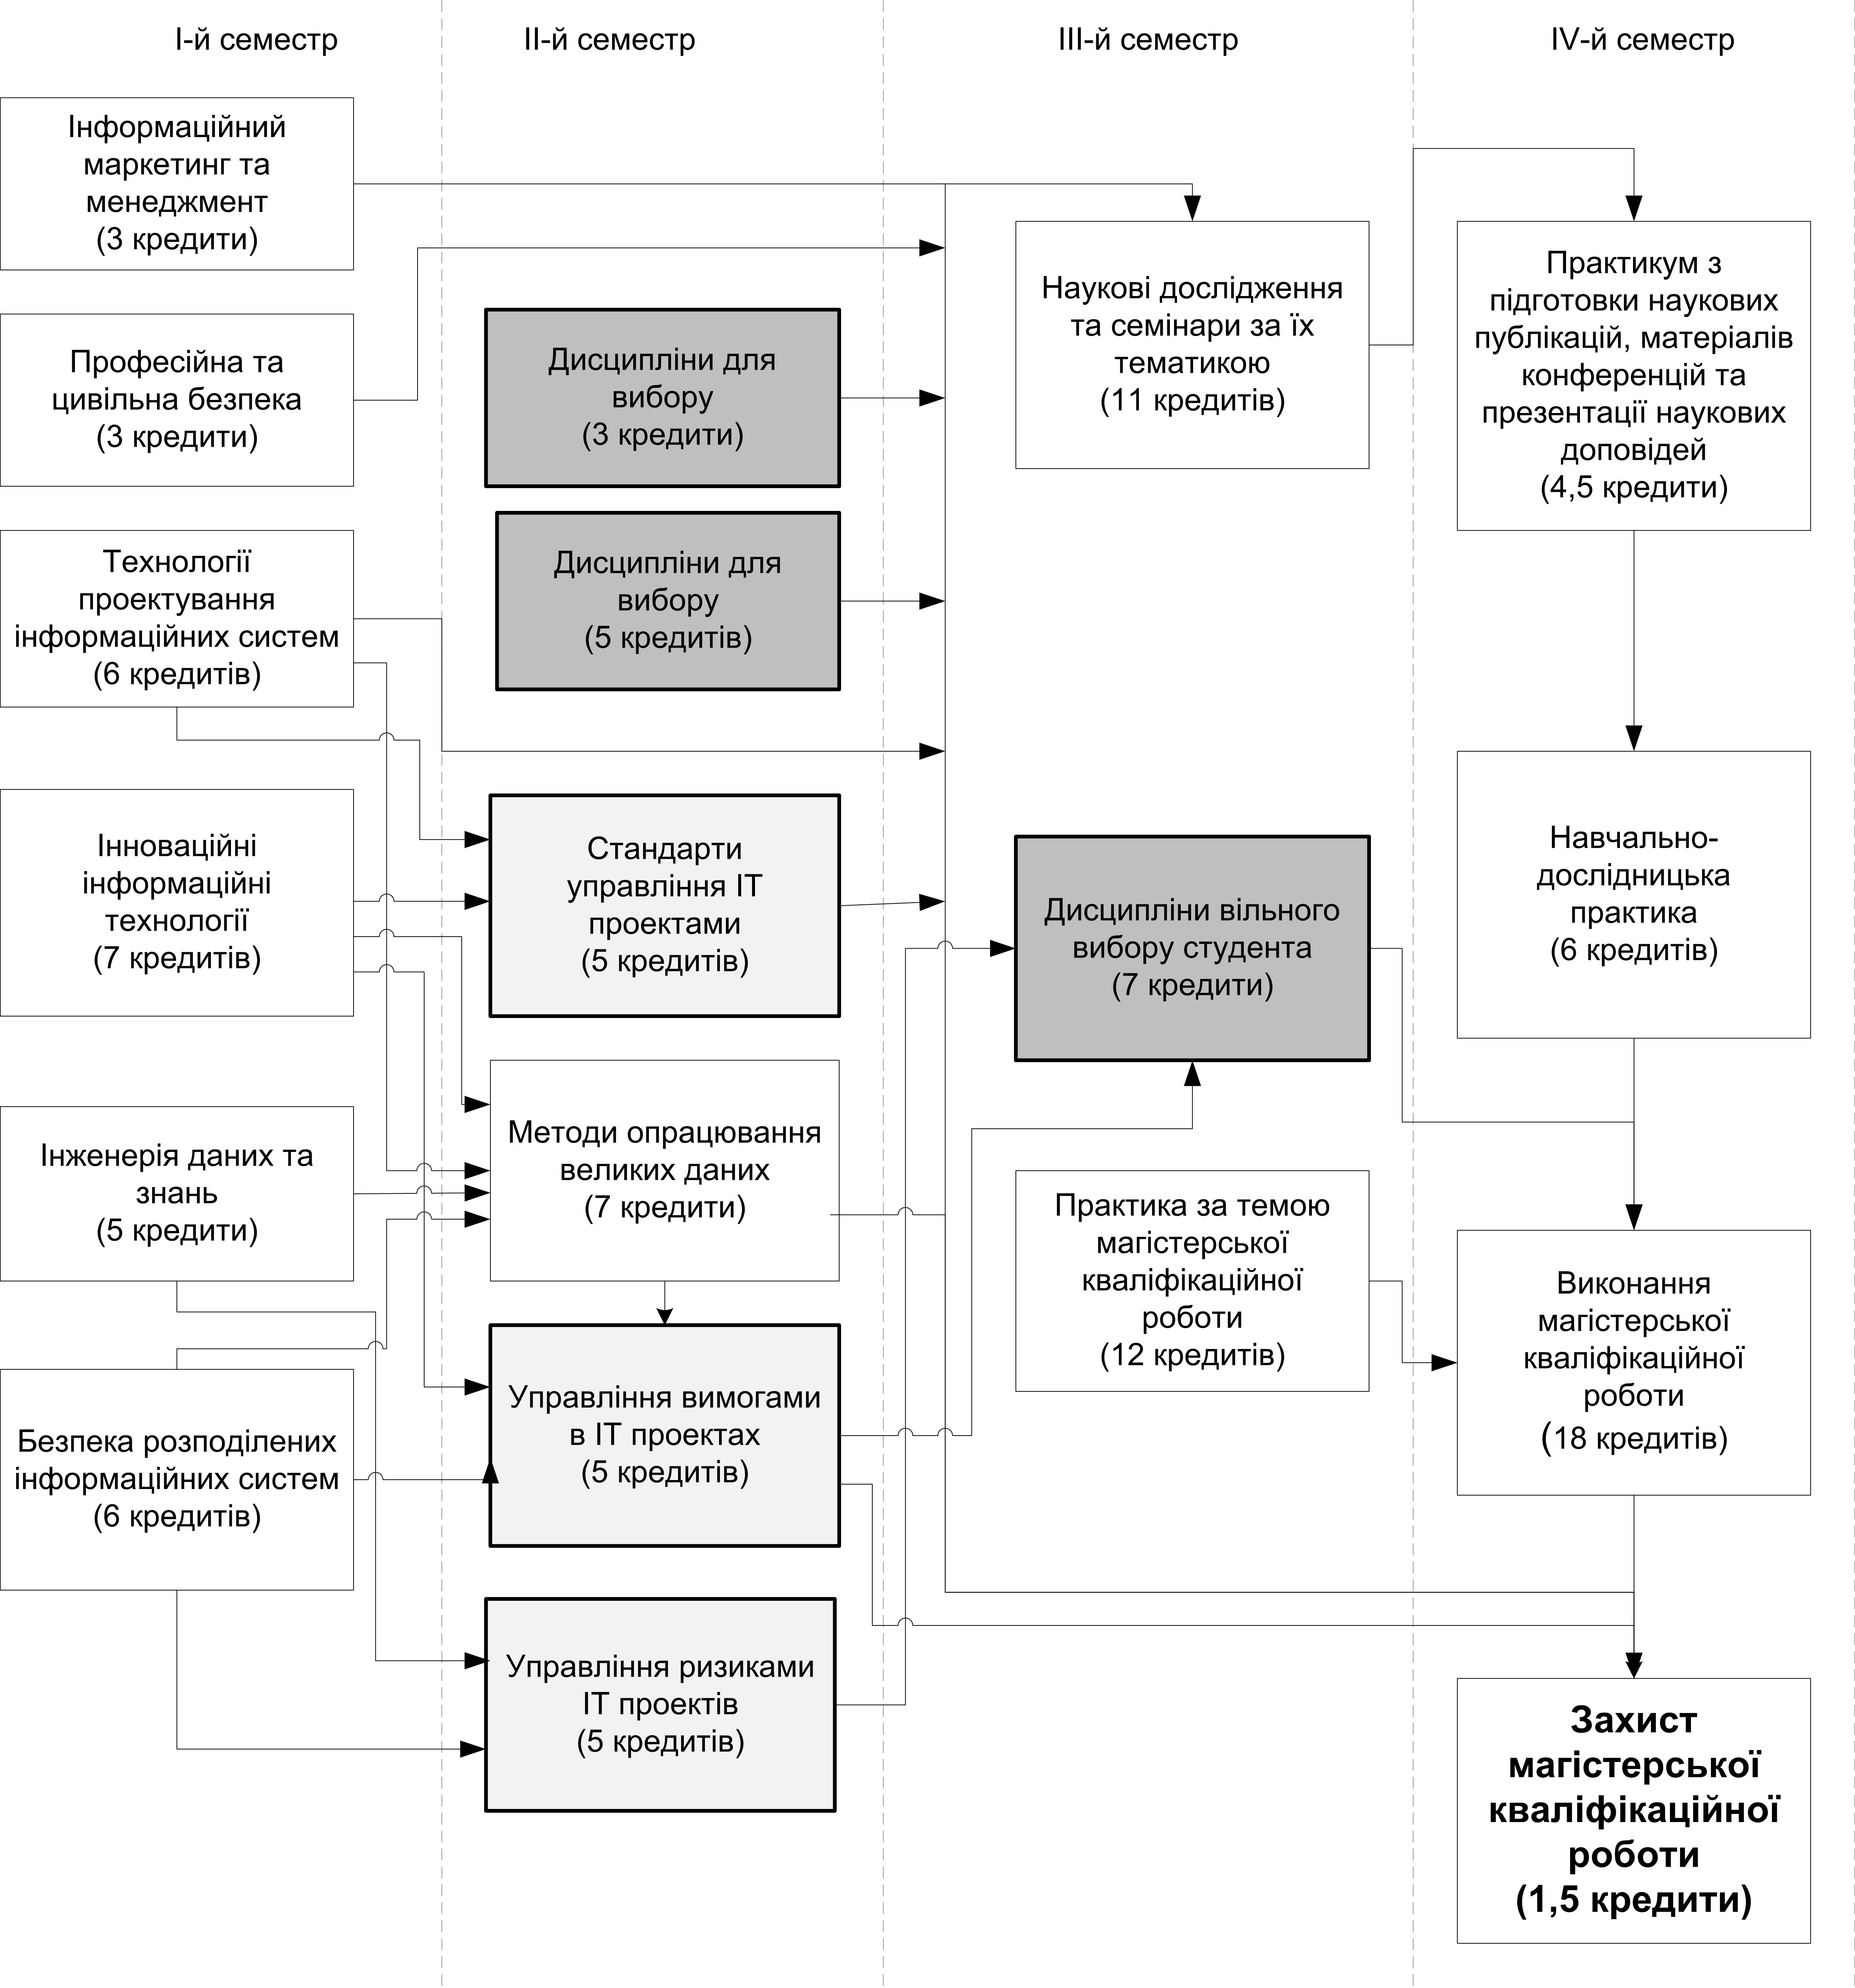 І-й семестр
ІІ-й семестр
ІІІ-й семестр
ІV-й семестр
Інформаційний
маркетинг та
менеджмент
(3 кредити)
Професійна та
цивільна безпека
(3 кредити)
Технології
проектування
інформаційних систем
(6 кредитів)
Інноваційні
інформаційні
технології
(7 кредитів)
Інженерія даних та
знань
(5 кредити)
Безпека розподілених
інформаційних систем
(6 кредитів)
Дисципліни для
вибору
(3 кредити)
Дисципліни для
вибору
(5 кредитів)
Стандарти
управління ІТ
проектами
(5 кредитів)
Методи опрацювання
великих даних
(7 кредити)
Управління вимогами
в ІТ проектах
(5 кредитів)
Управління ризиками
ІТ проектів
(5 кредитів)
Наукові дослідження
та семінари за їх
тематикою
(11 кредитів)
Дисципліни вільного
вибору студента
(7 кредити)
Практика за темою
магістерської
кваліфікаційної
роботи
(12 кредитів)
Практикум з
підготовки наукових
публікацій, матеріалів
конференцій та
презентації наукових
доповідей
(4,5 кредити)
Навчально-
дослідницька
практика
(6 кредитів)
Виконання
магістерської
кваліфікаційної
роботи
(18 кредитів)
Захист
магістерської
кваліфікаційної
роботи
(1,5 кредити)